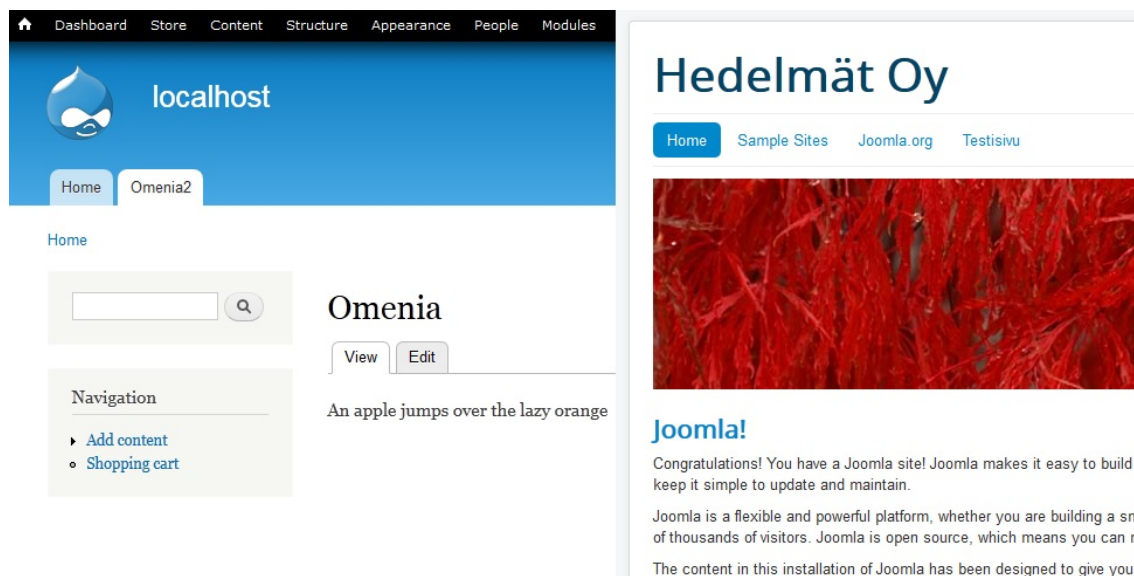 Dashboard Store Content Structure Appearance People Modules
localhost
Home Omenia2
Home
Omenia
View Edit
Navigation
An apple jumps over the lazy orange
Add content
Shopping cart
Hedelmät Oy
Home Sample Sites Joomla.org Testisivu
Joomla!
Congratulations! You have a Joomla site! Joomla makes it easy to build
keep it simple to update and maintain.
Joomla is a flexible and powerful platform, whether you are building a
of thousands of visitors. Joomla is open source, which means you can
The content in this installation of Joomla has been designed to give you